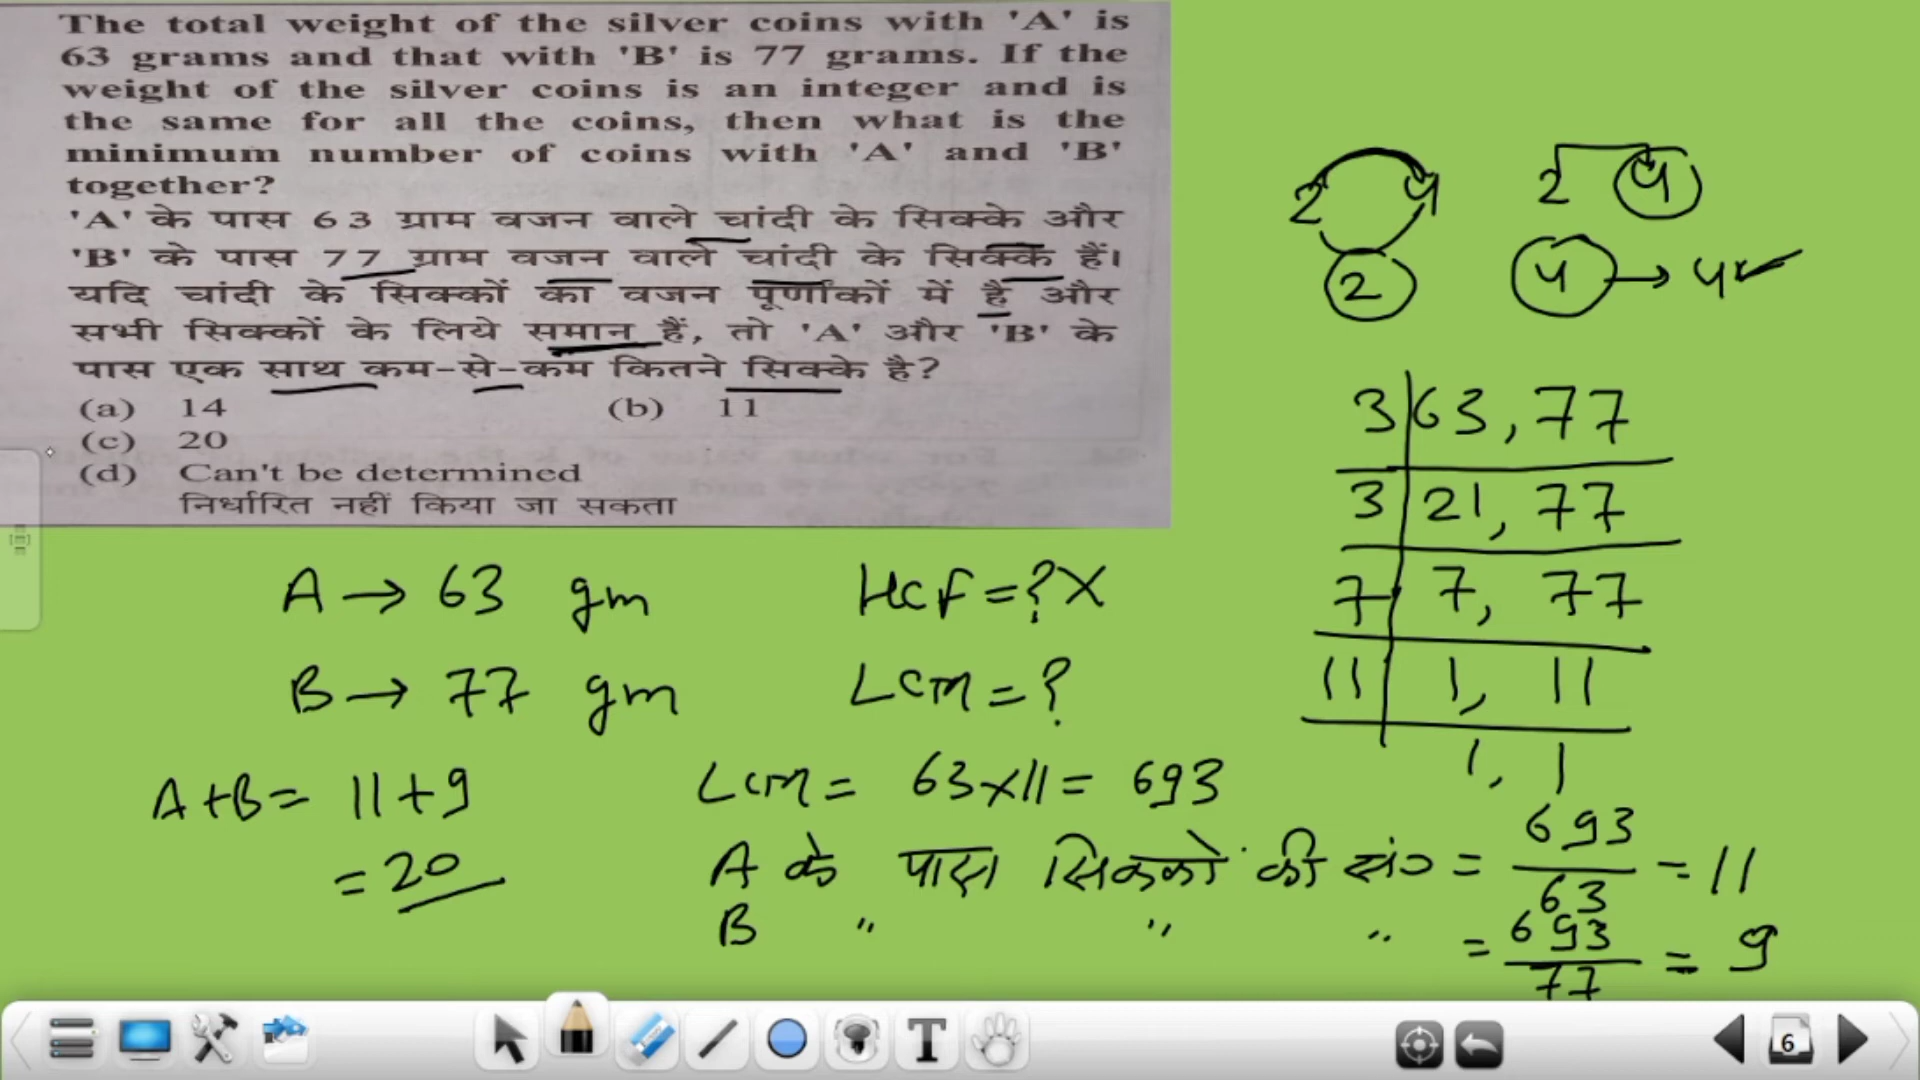 The total weight of the silver coins with 'A' is
63 grams and that with 'B' is 77 grams. If the
weight of the silver coins is an integer and is
the same for all the coins, then what is the
minimum number of coins with 'A' and 'B'
together?
'A' के पास 63 ग्राम वजन वाले चांदी के सिक्के और
'B' के पास 77 ग्राम वजन वाले चांदी के सिक्के हैं।
यदि चांदी के सिक्कों का वजन पूर्णांकों में है और
सभी सिक्कों के लिये समान हैं, तो 'A' और 'B' के
पास एक साथ कम-से-कम कितने सिक्के है?
(a) 14 (b) 11
(c) 20
(d) Can't be determined
निर्धारित नहीं किया जा सकता
2 4 2 4
2 4 → 4
3 63, 77
3 21, 77
7 7, 77
11 1, 11
1, 1
A → 63 gm HCF = ? X
B → 77 gm LCM = ?
A+B = 11+9
= 20
LCM = 63×11 = 693
A के पास सिक्को की सं० = 693/63 = 11
B " " " = 693/77 = 9
T
6